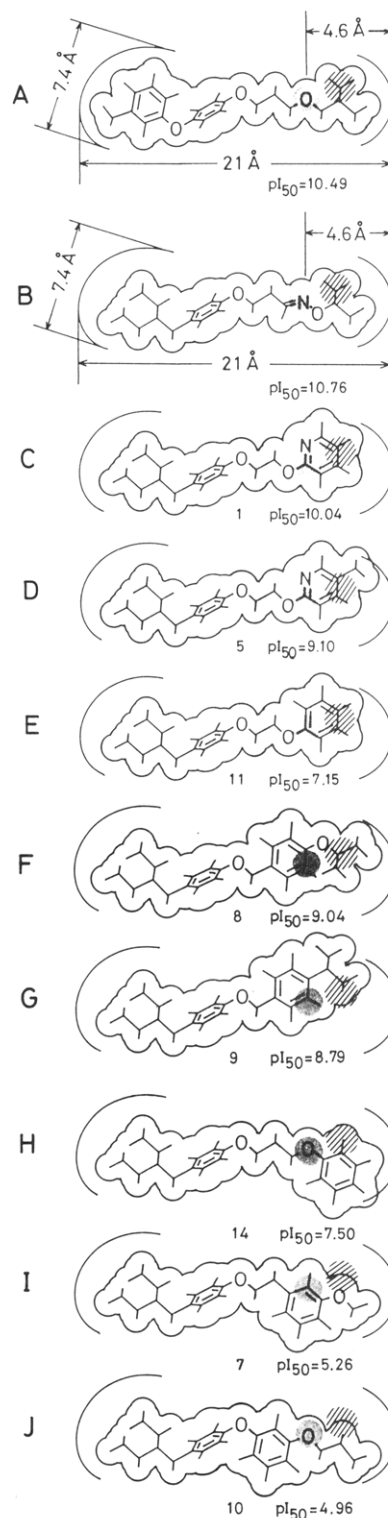 4.6 Å
7.4 Å
A
O
O
O
21 Å
pI50=10.49
4.6 Å
7.4 Å
B
O
N
O
21 Å
pI50=10.76
C
O
N
O
1 pI50=10.04
D
O
N
O
5 pI50=9.10
E
O
O
11 pI50=7.15
F
O
O
8 pI50=9.04
G
O
9 pI50=8.79
H
O
O
14 pI50=7.50
I
O
O
7 pI50=5.26
J
O
O
10 pI50=4.96